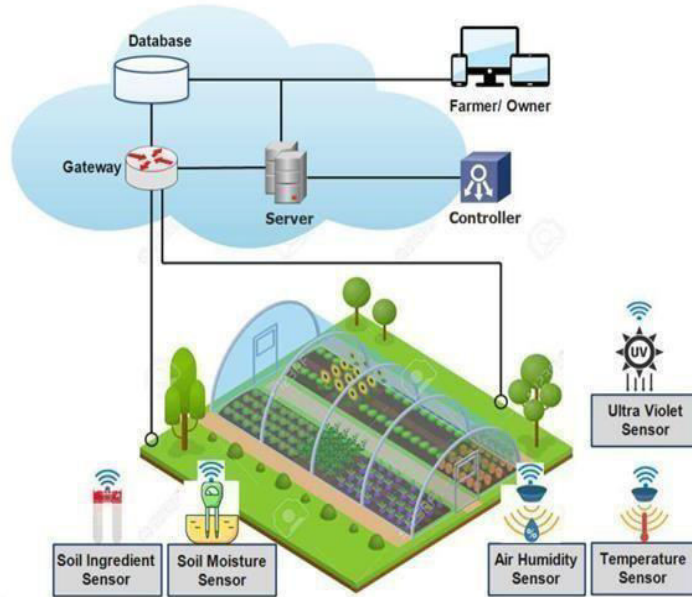 Database
Farmer/ Owner
Gateway
Server
Controller
UV
Ultra Violet
Sensor
%
Soil Ingredient
Sensor
Soil Moisture
Sensor
Air Humidity
Sensor
Temperature
Sensor